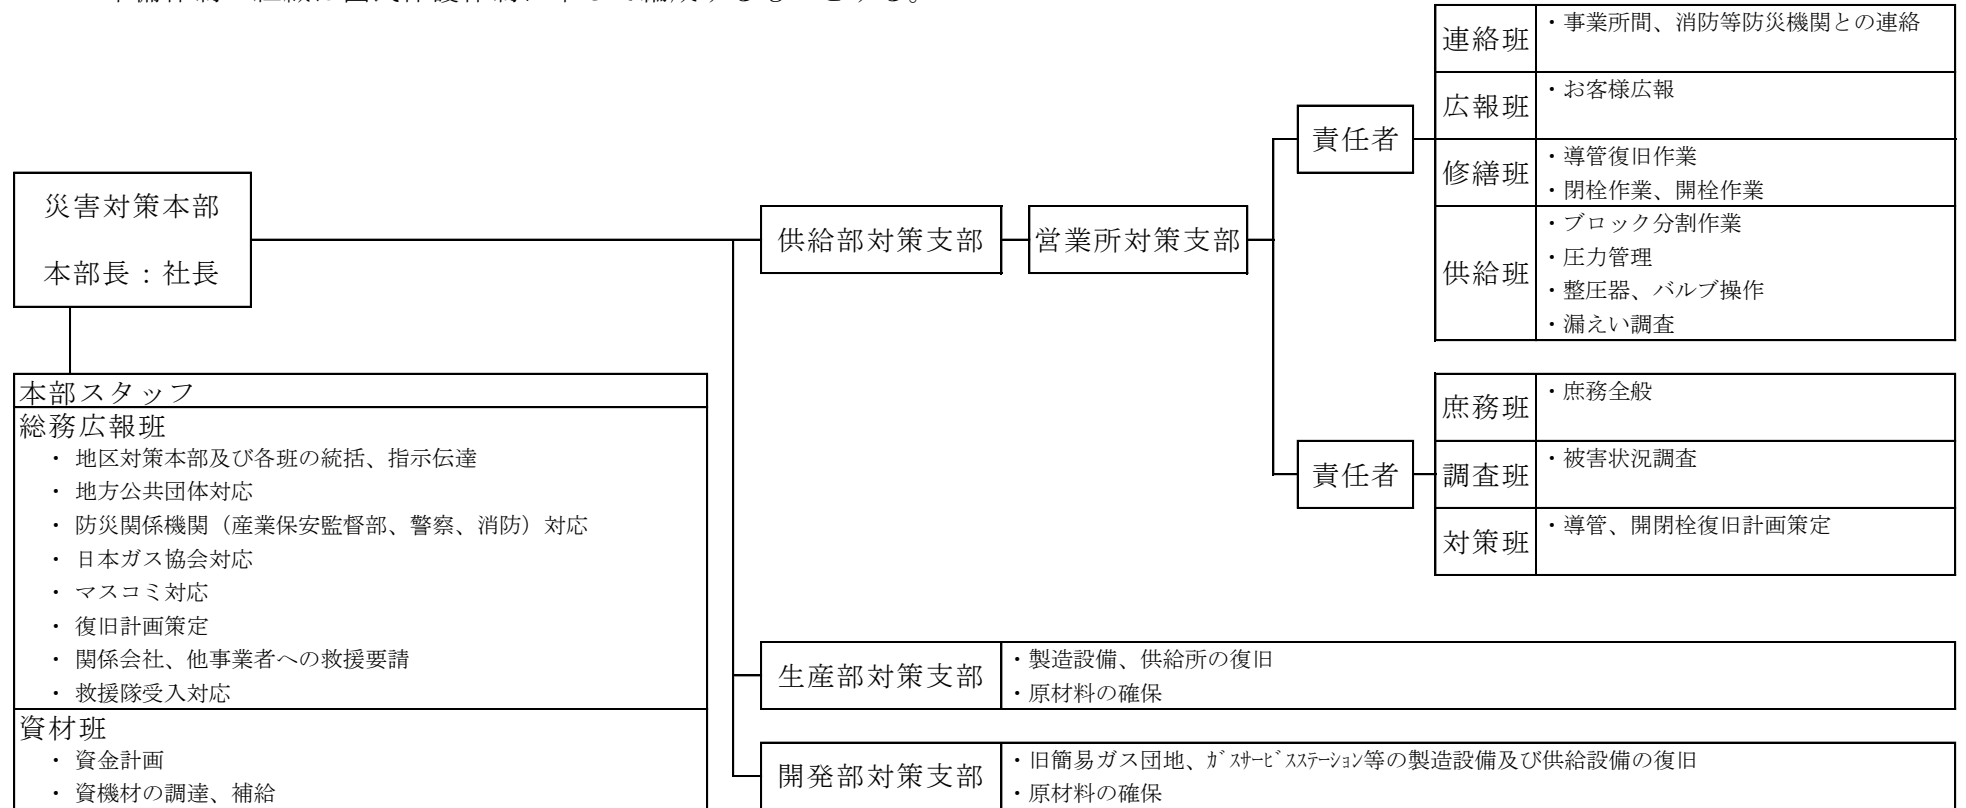 災害対策本部
本部長：社長
本部スタッフ
総務広報班
・ 地区対策本部及び各班の統括、指示伝達
・ 地方公共団体対応
・ 防災関係機関（産業保安監督部、警察、消防）対応
・ 日本ガス協会対応
・ マスコミ対応
・ 復旧計画策定
・ 関係会社、他事業者への救援要請
・ 救援隊受入対応
資材班
・ 資金計画
・ 資機材の調達、補給
供給部対策支部
営業所対策支部
責任者
連絡班
・事業所間、消防等防災機関との連絡
広報班
・お客様広報
修繕班
・導管復旧作業
・閉栓作業、開栓作業
供給班
・ブロック分割作業
・圧力管理
・整圧器、バルブ操作
・漏えい調査
責任者
庶務班
・庶務全般
調査班
・被害状況調査
対策班
・導管、開閉栓復旧計画策定
生産部対策支部
・製造設備、供給所の復旧
・原材料の確保
開発部対策支部
・旧簡易ガス団地、ｶﾞｽｻｰﾋﾞｽｽﾃｰｼｮﾝ等の製造設備及び供給設備の復旧
・原材料の確保